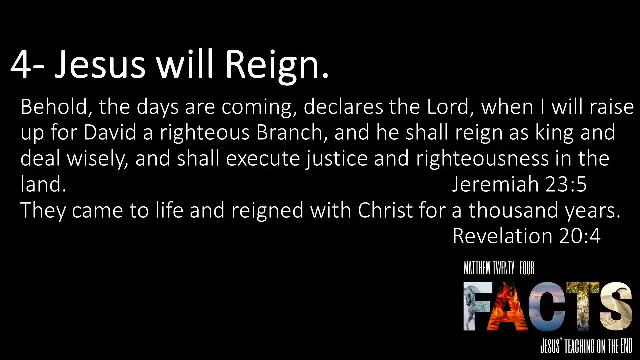 4- Jesus will Reign.
Behold, the days are coming, declares the Lord, when I will raise
up for David a righteous Branch, and he shall reign as king and
deal wisely, and shall execute justice and righteousness in the
land. Jeremiah 23:5
They came to life and reigned with Christ for a thousand years.
Revelation 20:4
MATTHEW TWENTY FOUR
FACTS
JESUS' TEACHING ON THE END